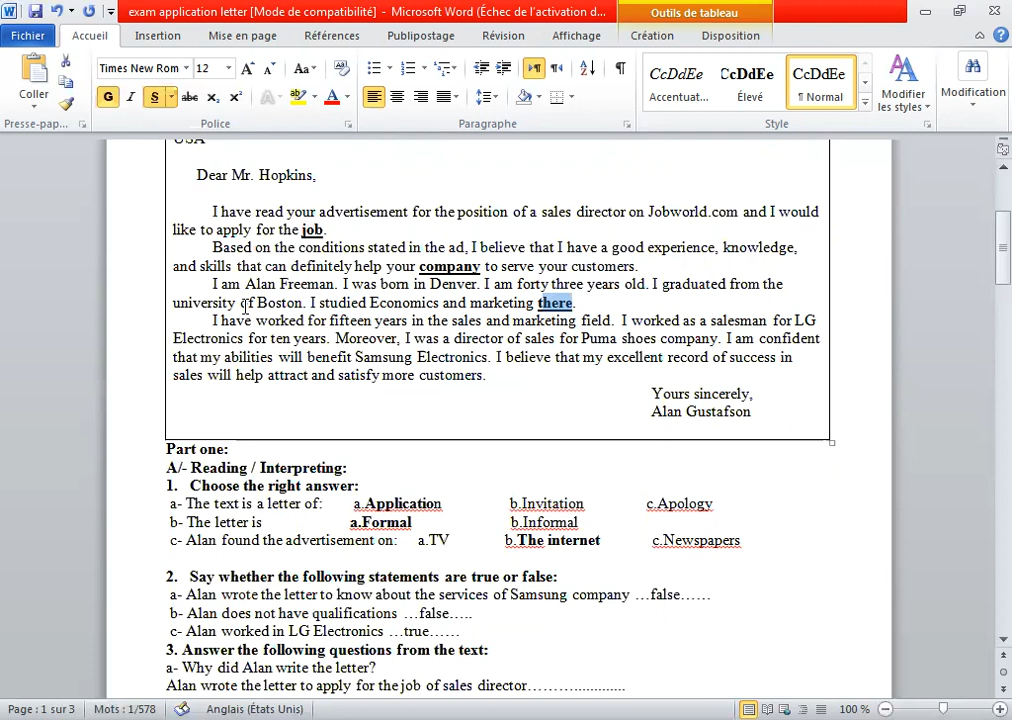 exam application letter [Mode de compatibilité] - Microsoft Word (Échec de l'activation d...
Outils de tableau
Fichier Accueil Insertion Mise en page Références Publipostage Révision Affichage Création Disposition
Coller
Times New Rom 12
G I S abc X₂ X² A ab A
Aa
AaBbCcDdEe
Presse-pap... Police Paragraphe Style
CcDdEe CcDdEe CcDdEe
Accentuat... Élevé ¶ Normal
Modifier les styles
Modification
USA
Dear Mr. Hopkins,
I have read your advertisement for the position of a sales director on Jobworld.com and I would
like to apply for the job.
Based on the conditions stated in the ad, I believe that I have a good experience, knowledge,
and skills that can definitely help your company to serve your customers.
I am Alan Freeman. I was born in Denver. I am forty three years old. I graduated from the
university of Boston. I studied Economics and marketing there.
I have worked for fifteen years in the sales and marketing field. I worked as a salesman for LG
Electronics for ten years. Moreover, I was a director of sales for Puma shoes company. I am confident
that my abilities will benefit Samsung Electronics. I believe that my excellent record of success in
sales will help attract and satisfy more customers.
Yours sincerely,
Alan Gustafson
Part one:
A/- Reading / Interpreting:
1. Choose the right answer:
a- The text is a letter of: a.Application b.Invitation c.Apology
b- The letter is a.Formal b.Informal
c- Alan found the advertisement on: a.TV b.The internet c.Newspapers
2. Say whether the following statements are true or false:
a- Alan wrote the letter to know about the services of Samsung company …false……
b- Alan does not have qualifications …false…..
c- Alan worked in LG Electronics …true……
3. Answer the following questions from the text:
a- Why did Alan write the letter?
Alan wrote the letter to apply for the job of sales director………............
Page : 1 sur 3 Mots : 1/578 Anglais (États Unis) 100 %